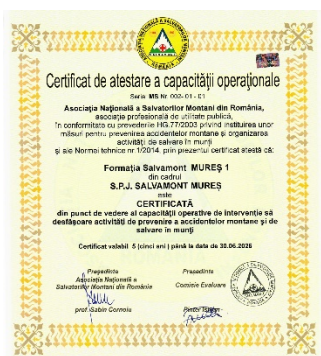 Certificat de atestare a capacității operaționale
Seria MS Nr. 002-01-01
Asociația Națională a Salvatorilor Montani din România,
asociație profesională de utilitate publică,
în conformitate cu prevederile HG.77/2003 privind instituirea unor
măsuri pentru prevenirea accidentelor montane și organizarea
activității de salvare în munți
și ale Normei tehnice nr 1/2014, prin prezentul certificat atestă că:
Formația Salvamont MUREȘ 1
din cadrul
S.P.J. SALVAMONT MUREȘ
este
CERTIFICATĂ
din punct de vedere al capacității operative de intervenție să
desfășoare activități de prevenire a accidentelor montane și de
salvare în munți
Certificat valabil 5 (cinci ani) până la data de 30.06.2026
Președinte
Asociația Națională a
Salvatorilor Montani din România
prof. Sabin Cornoiu
Președinte
Comisie Evaluare